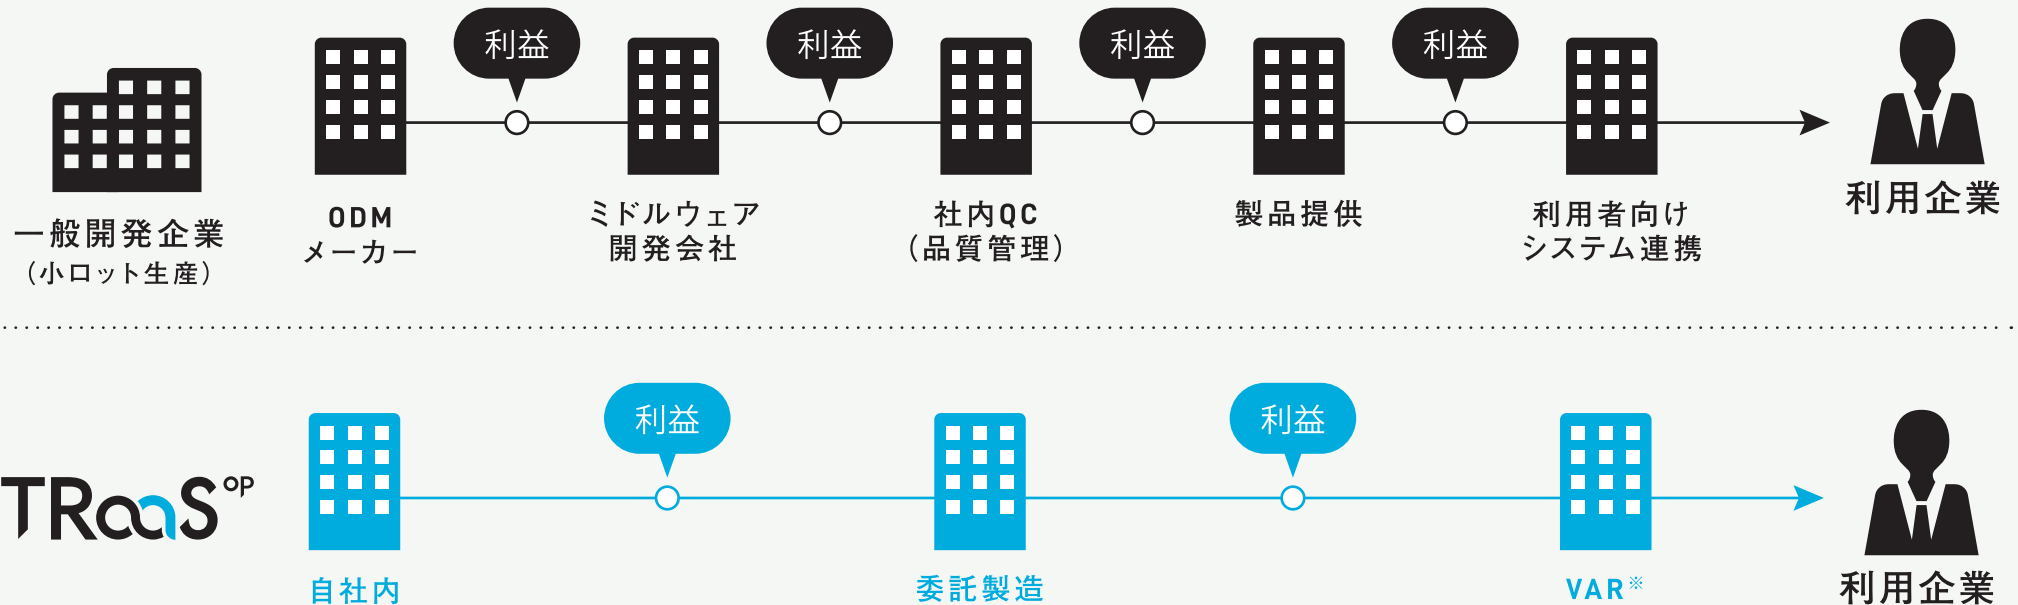 利益
利益
利益
利益
一般開発企業
（小ロット生産）
ODM
メーカー
ミドルウェア
開発会社
社内QC
（品質管理）
製品提供
利用者向け
システム連携
利用企業
利益
利益
TRaaS OP
自社内
委託製造
VAR※
利用企業